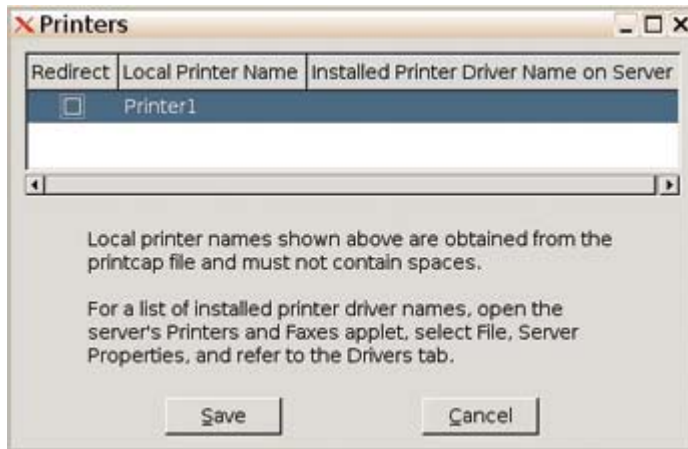 Printers
Redirect Local Printer Name Installed Printer Driver Name on Server
Printer1
Local printer names shown above are obtained from the
printcap file and must not contain spaces.
For a list of installed printer driver names, open the
server's Printers and Faxes applet, select File, Server
Properties, and refer to the Drivers tab.
Save Cancel